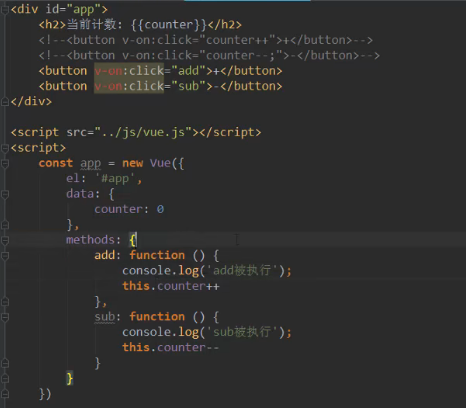 <div id="app">
    <h2>当前计数: {{counter}}</h2>
    <!--<button v-on:click="counter++">+</button>-->
    <!--<button v-on:click="counter--;">-</button>-->
    <button v-on:click="add">+</button>
    <button v-on:click="sub">-</button>
</div>

<script src="../js/vue.js"></script>
<script>
    const app = new Vue({
        el: '#app',
        data: {
            counter: 0
        },
        methods: {
            add: function () {
                console.log('add被执行');
                this.counter++
            },
            sub: function () {
                console.log('sub被执行');
                this.counter--
            }
        }
    })